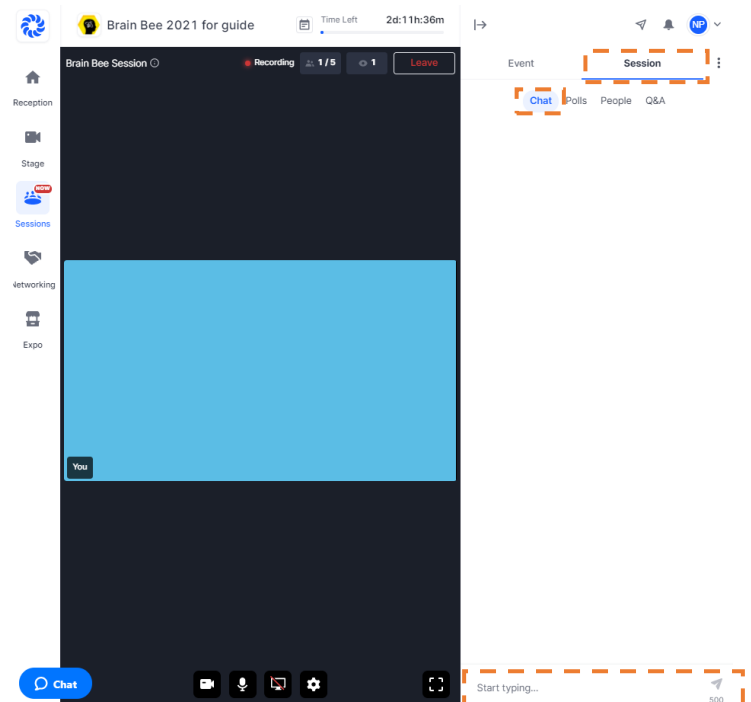 Brain Bee 2021 for guide
Time Left 2d:11h:36m
NP
Brain Bee Session
Recording
1 / 5
1
Leave
Event
Session
Chat
Polls
People
Q&A
Reception
Stage
NOW
Sessions
Networking
Expo
You
Chat
Start typing...
500